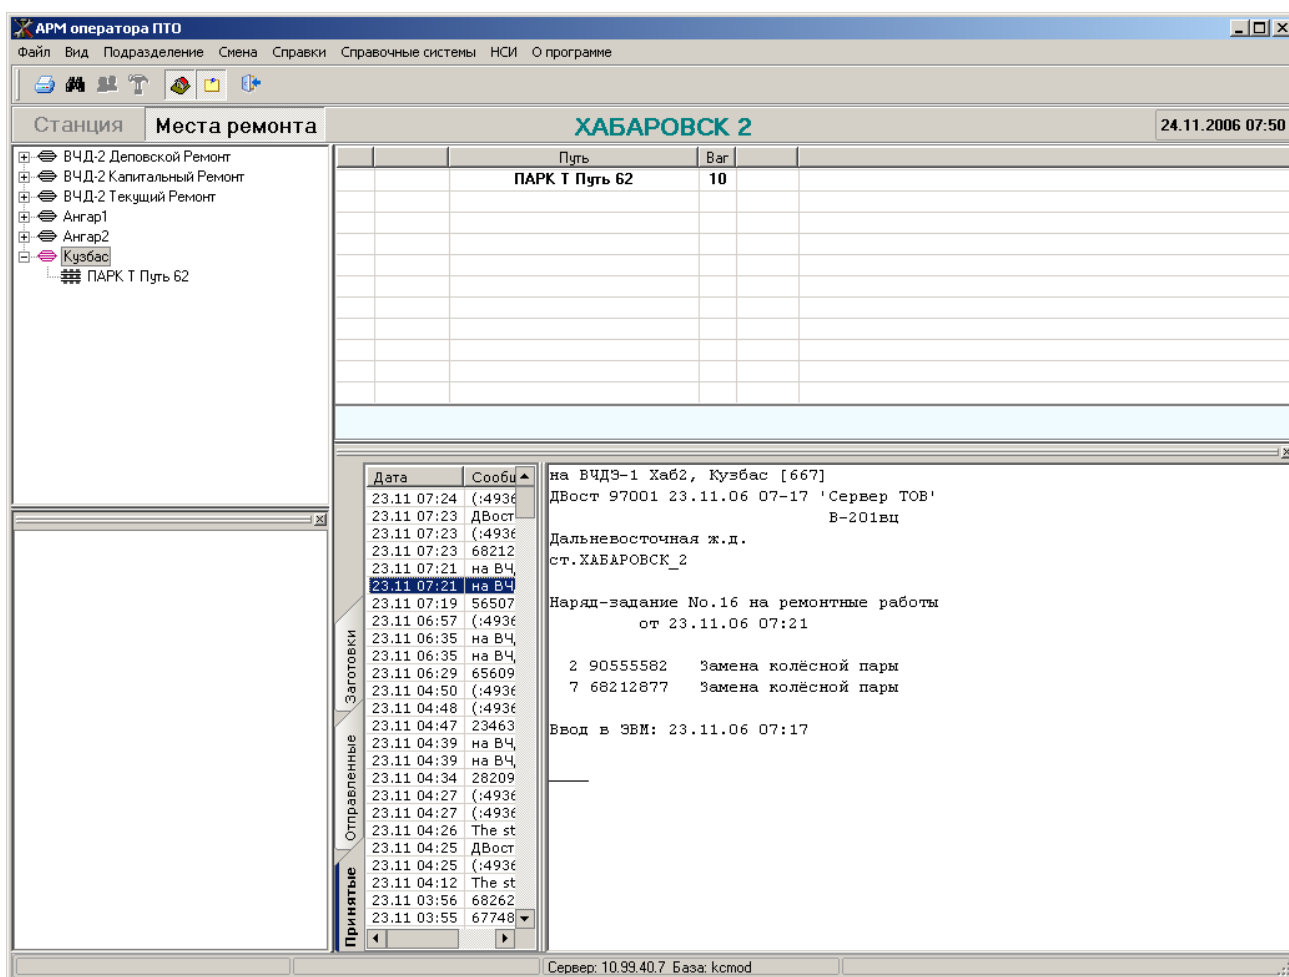 АРМ оператора ПТО
Файл Вид Подразделение Смена Справки Справочные системы НСИ О программе
Станция Места ремонта ХАБАРОВСК 2 24.11.2006 07:50
ВЧД-2 Деповской Ремонт
ВЧД-2 Капитальный Ремонт
ВЧД-2 Текущий Ремонт
Ангар1
Ангар2
Кузбас
ПАРК Т Путь 62
Путь Ваг
ПАРК Т Путь 62 10
Заготовки
Отправленные
Принятые
Дата Сообщ
23.11 07:24 (:4936
23.11 07:23 ДВост
23.11 07:23 (:4936
23.11 07:23 68212
23.11 07:21 на ВЧ,
23.11 07:21 на ВЧ
23.11 07:19 56507
23.11 06:57 (:4936
23.11 06:35 на ВЧ,
23.11 06:35 на ВЧ,
23.11 06:29 65609
23.11 04:50 (:4936
23.11 04:48 (:4936
23.11 04:47 23463
23.11 04:39 на ВЧ,
23.11 04:39 на ВЧ,
23.11 04:34 28209
23.11 04:27 (:4936
23.11 04:27 (:4936
23.11 04:26 The st
23.11 04:25 ДВост
23.11 04:25 (:4936
23.11 04:12 The st
23.11 03:56 68262
23.11 03:55 67748
на ВЧДЭ-1 Хаб2, Кузбас [667]
ДВост 97001 23.11.06 07-17 'Сервер ТОВ'
В-201вц
Дальневосточная ж.д.
ст.ХАБАРОВСК_2
Наряд-задание No.16 на ремонтные работы
от 23.11.06 07:21
2 90555582 Замена колёсной пары
7 68212877 Замена колёсной пары
Ввод в ЭВМ: 23.11.06 07:17
Сервер: 10.99.40.7 База: kcmod